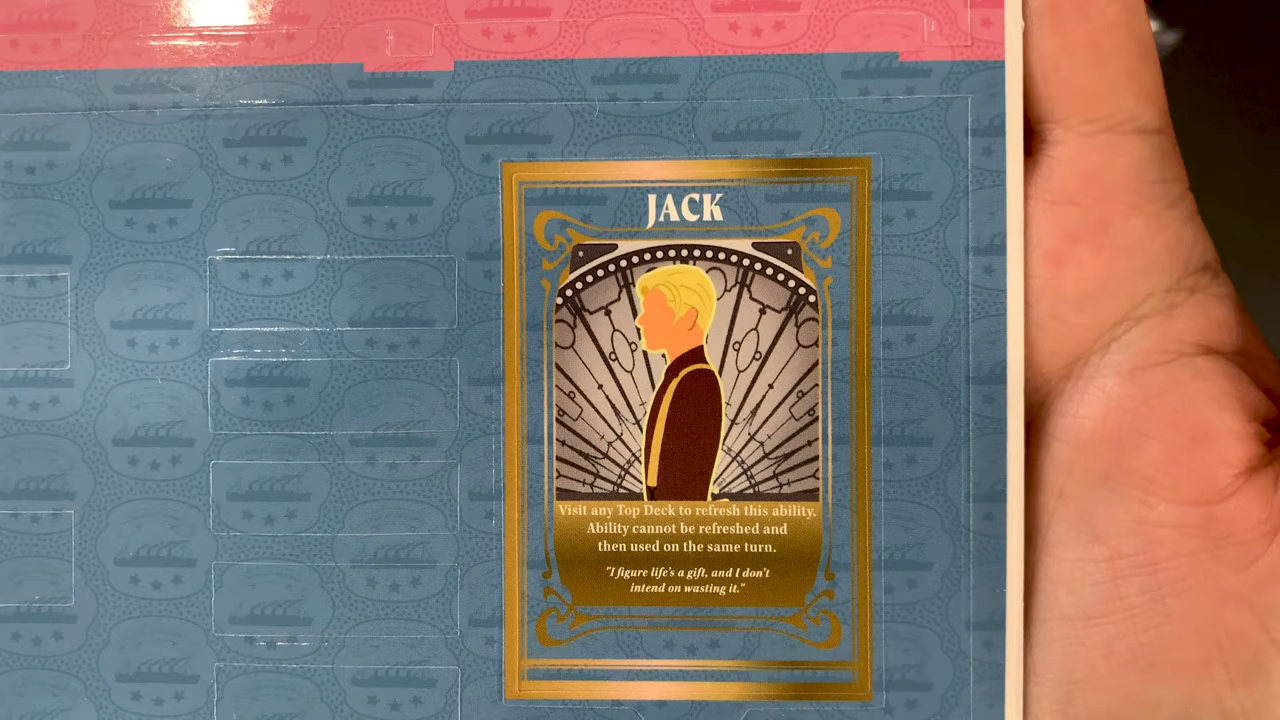 JACK
Visit any Top Deck to refresh this ability.
Ability cannot be refreshed and
then used on the same turn.
"I figure life's a gift, and I don't
intend on wasting it."